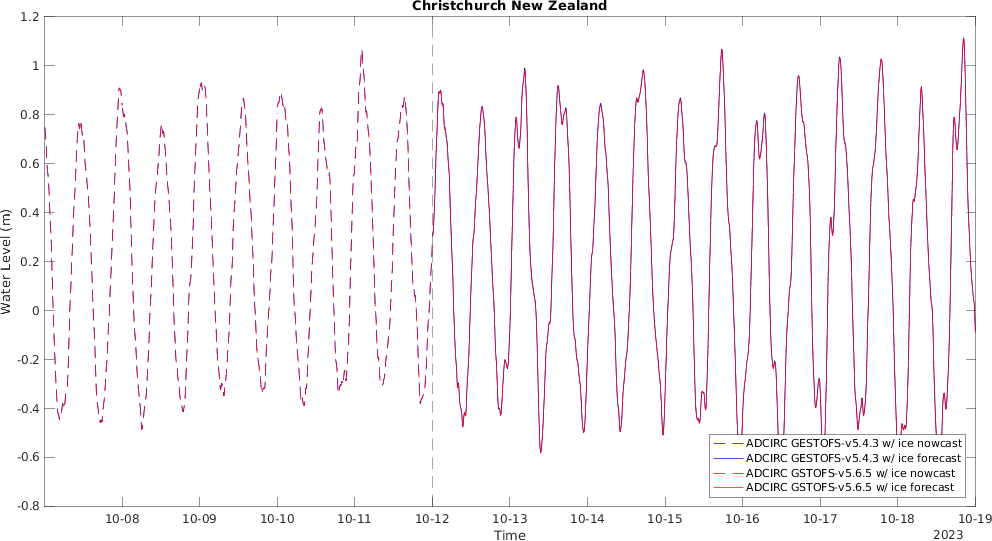 Christchurch New Zealand
Water Level (m)
1.2
1
0.8
0.6
0.4
0.2
0
-0.2
-0.4
-0.6
-0.8
ADCIRC GESTOFS-v5.4.3 w/ ice nowcast
ADCIRC GESTOFS-v5.4.3 w/ ice forecast
ADCIRC GSTOFS-v5.6.5 w/ ice nowcast
ADCIRC GSTOFS-v5.6.5 w/ ice forecast
10-08 10-09 10-10 10-11 10-12 10-13 10-14 10-15 10-16 10-17 10-18 10-19
Time
2023